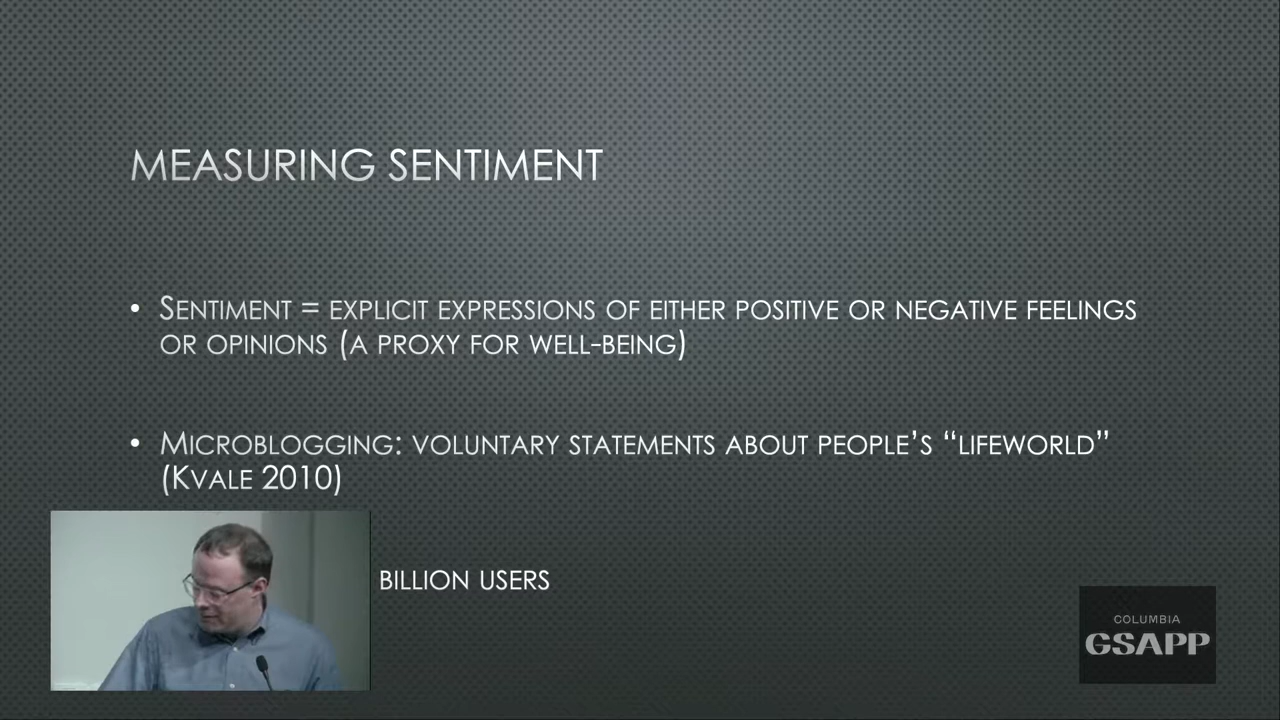 MEASURING SENTIMENT
• SENTIMENT = EXPLICIT EXPRESSIONS OF EITHER POSITIVE OR NEGATIVE FEELINGS
OR OPINIONS (A PROXY FOR WELL-BEING)
• MICROBLOGGING: VOLUNTARY STATEMENTS ABOUT PEOPLE’S “LIFEWORLD”
(KVALE 2010)
BILLION USERS
COLUMBIA
GSAPP